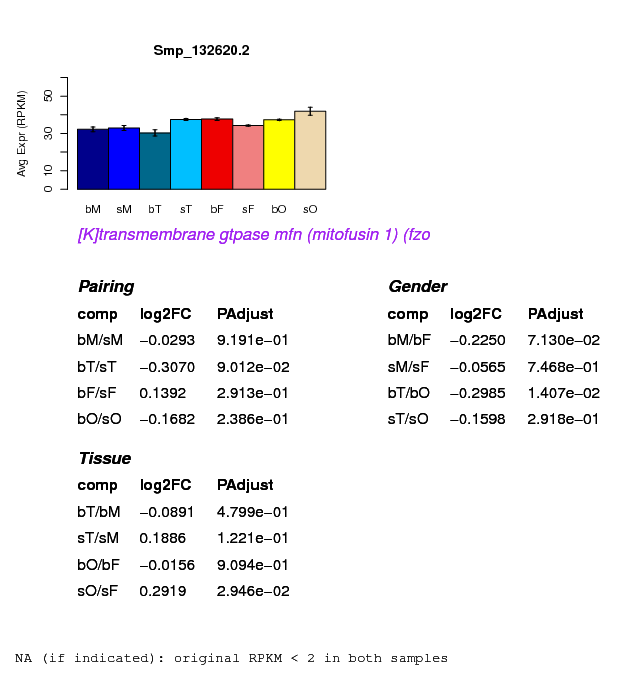 Smp_132620.2
Avg Expr (RPKM)
50
30
10
0
bM sM bT sT bF sF bO sO
[K]transmembrane gtpase mfn (mitofusin 1) (fzo
Pairing
comp log2FC PAdjust
bM/sM −0.0293 9.191e−01
bT/sT −0.3070 9.012e−02
bF/sF 0.1392 2.913e−01
bO/sO −0.1682 2.386e−01
Gender
comp log2FC PAdjust
bM/bF −0.2250 7.130e−02
sM/sF −0.0565 7.468e−01
bT/bO −0.2985 1.407e−02
sT/sO −0.1598 2.918e−01
Tissue
comp log2FC PAdjust
bT/bM −0.0891 4.799e−01
sT/sM 0.1886 1.221e−01
bO/bF −0.0156 9.094e−01
sO/sF 0.2919 2.946e−02
NA (if indicated): original RPKM < 2 in both samples